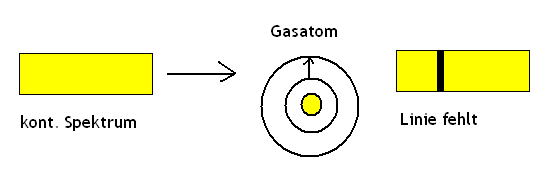 Gasatom
kont. Spektrum
Linie fehlt